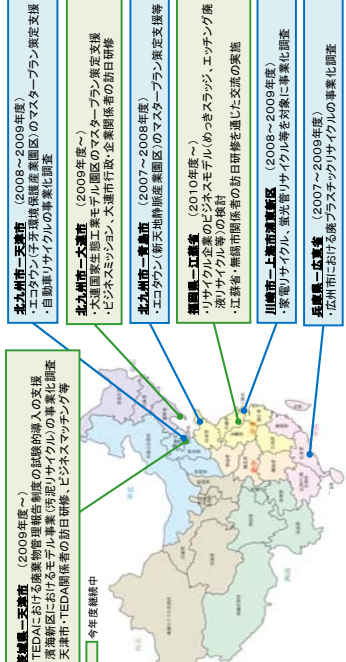 茨城県－天津市　（2009年度～）
TEDAにおける廃棄物管理報告制度の試験的導入の支援
濱海新区におけるモデル事業（汚泥リサイクル）の事業化調査
天津市・TEDA関係者の訪日研修、ビジネスマッチング等
今年度継続中
北九州市－天津市　（2008～2009年度）
・エコタウン（子牙環境保護産業園区）のマスタープラン策定支援
・自動車リサイクルの事業化調査
北九州市－大連市　（2009年度～）
・大連国家生態工業モデル園区のマスタープラン策定支援
・ビジネスミッション、大連市行政・企業関係者の訪日研修
北九州市－青島市　（2007～2008年度）
・エコタウン（新天地静脈産業園区）のマスタープラン策定支援等
福岡県－江蘇省　（2010年度～）
・リサイクル企業のビジネスモデル（めっきスラッジ、エッチング廃
液リサイクル等）の検討
・江蘇省・無錫市関係者の訪日研修を通じた交流の実施
川崎市－上海市浦東新区　（2008～2009年度）
・家電リサイクル、蛍光管リサイクル等を対象に事業化調査
兵庫県－広東省　（2007～2009年度）
・広州市における廃プラスチックリサイクルの事業化調査